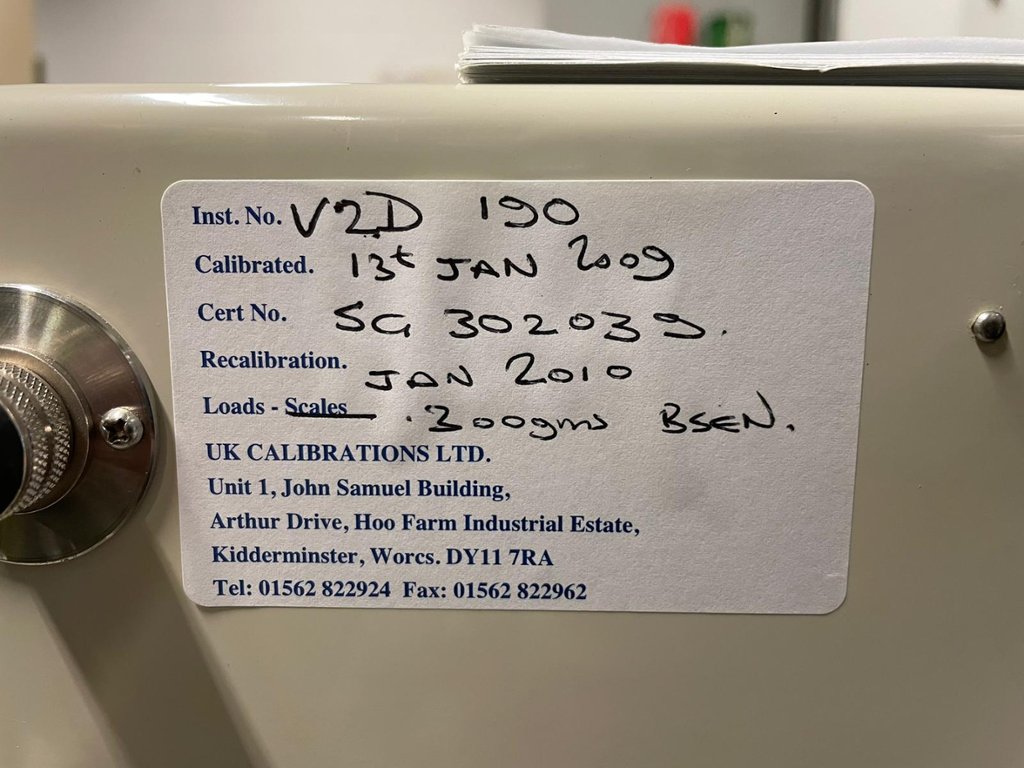 Inst. No. V2D 190
Calibrated. 13t JAN 2009
Cert No. SG 302039.
Recalibration. JAN 2010
Loads - Scales .300gms BSEN.
UK CALIBRATIONS LTD.
Unit 1, John Samuel Building,
Arthur Drive, Hoo Farm Industrial Estate,
Kidderminster, Worcs. DY11 7RA
Tel: 01562 822924 Fax: 01562 822962